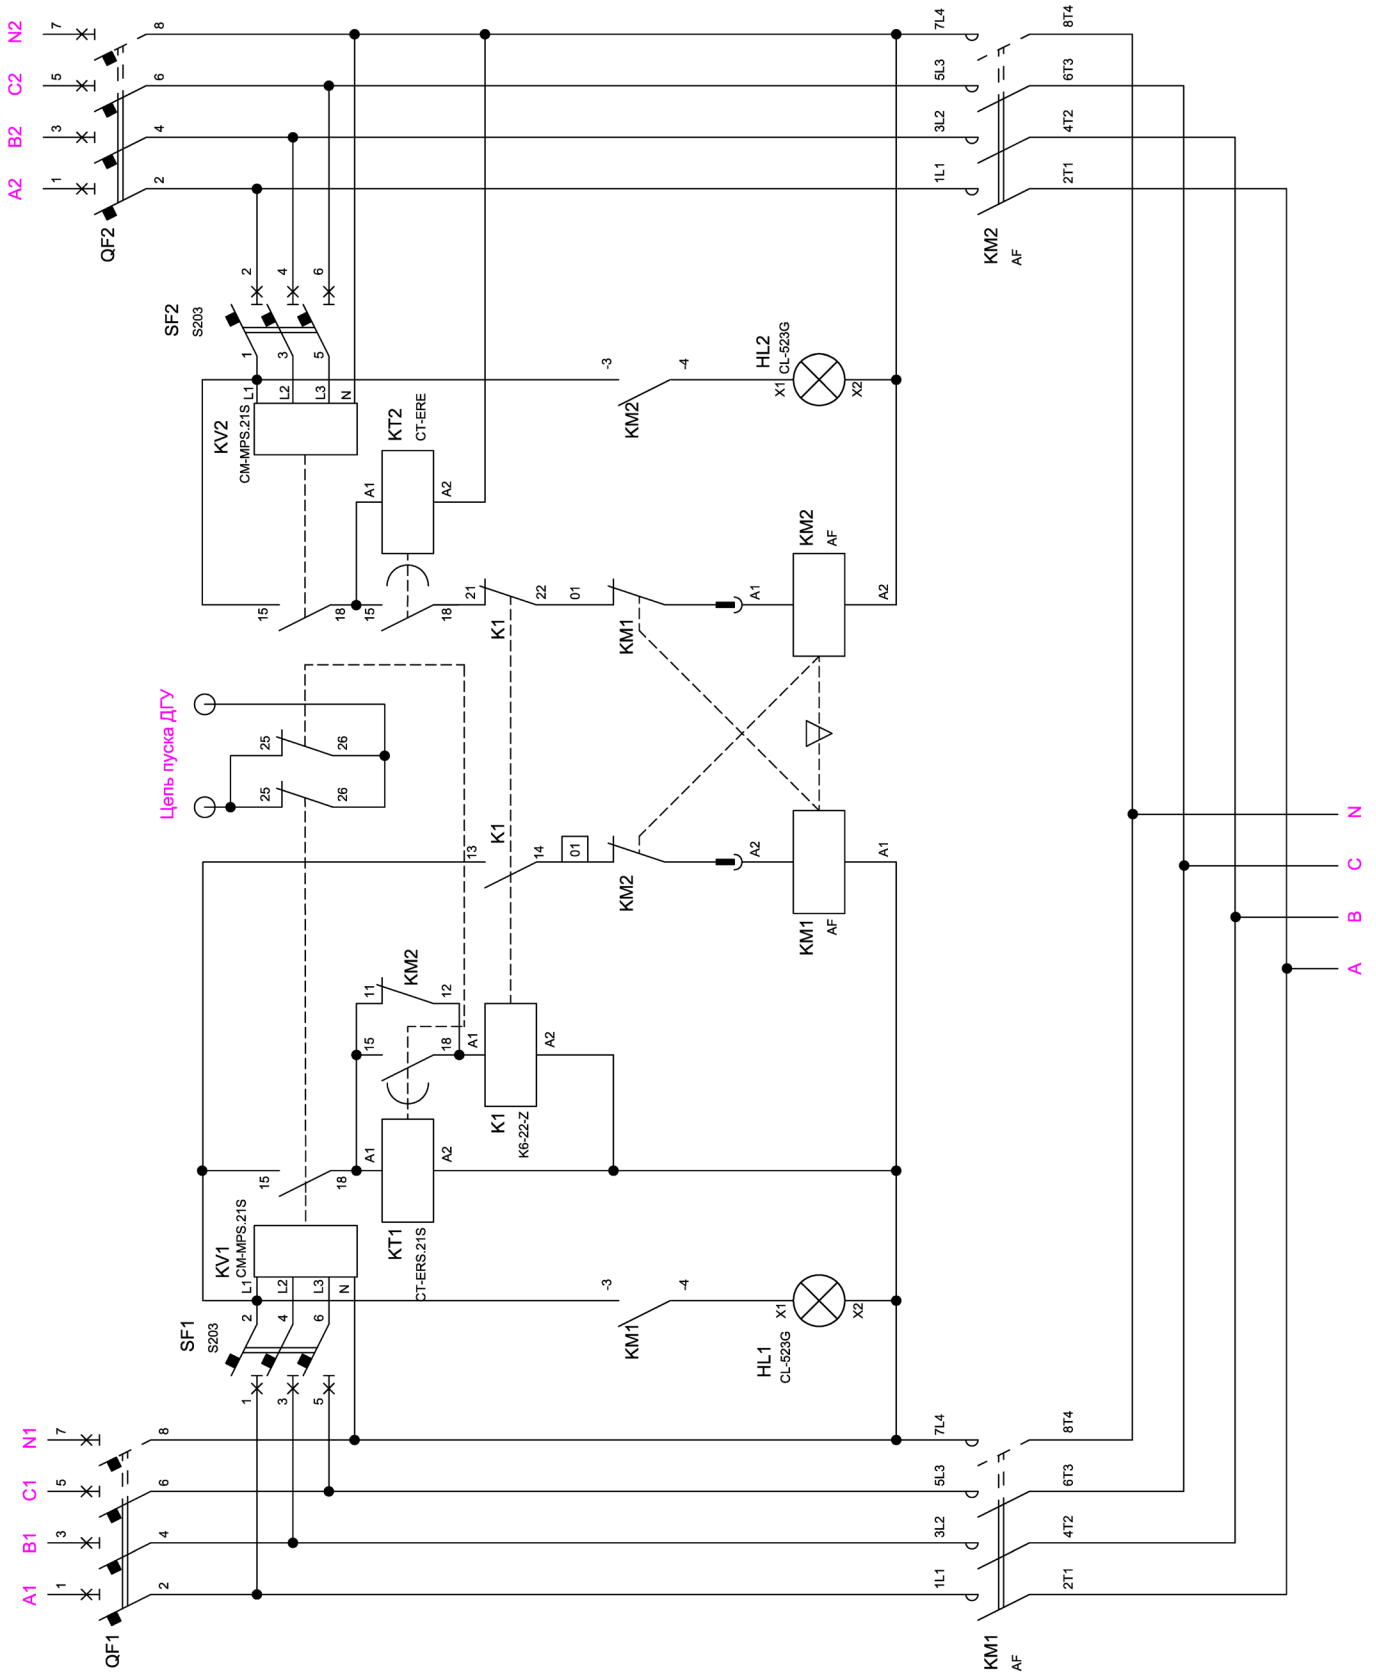 A1 B1 C1 N1
A2 B2 C2 N2
1 3 5 7
1 3 5 7
QF1
2 4 6 8
QF2
2 4 6 8
Цепь пуска ДГУ
SF1
S203
1 3 5
2 4 6
SF2
S203
1 3 5
2 4 6
KV1
CM-MPS.21S
L1 L2 L3 N
KV2
CM-MPS.21S
L1 L2 L3 N
15
18
25
26
25
26
15
18
KT1
CT-ERS.21S
A1
A2
15
18
11
12
KM2
KT2
CT-ERE
A1
A2
15
18
K1
K6-22-Z
A1
A2
K1
13
14
K1
21
22
01
KM2
01
KM1
KM1
-3
-4
KM2
-3
-4
HL1
CL-523G
X1
X2
HL2
CL-523G
X1
X2
KM1
AF
A2
A1
KM2
AF
A1
A2
1L1 3L2 5L3 7L4
1L1 3L2 5L3 7L4
KM1
AF
2T1 4T2 6T3 8T4
KM2
AF
2T1 4T2 6T3 8T4
A B C N